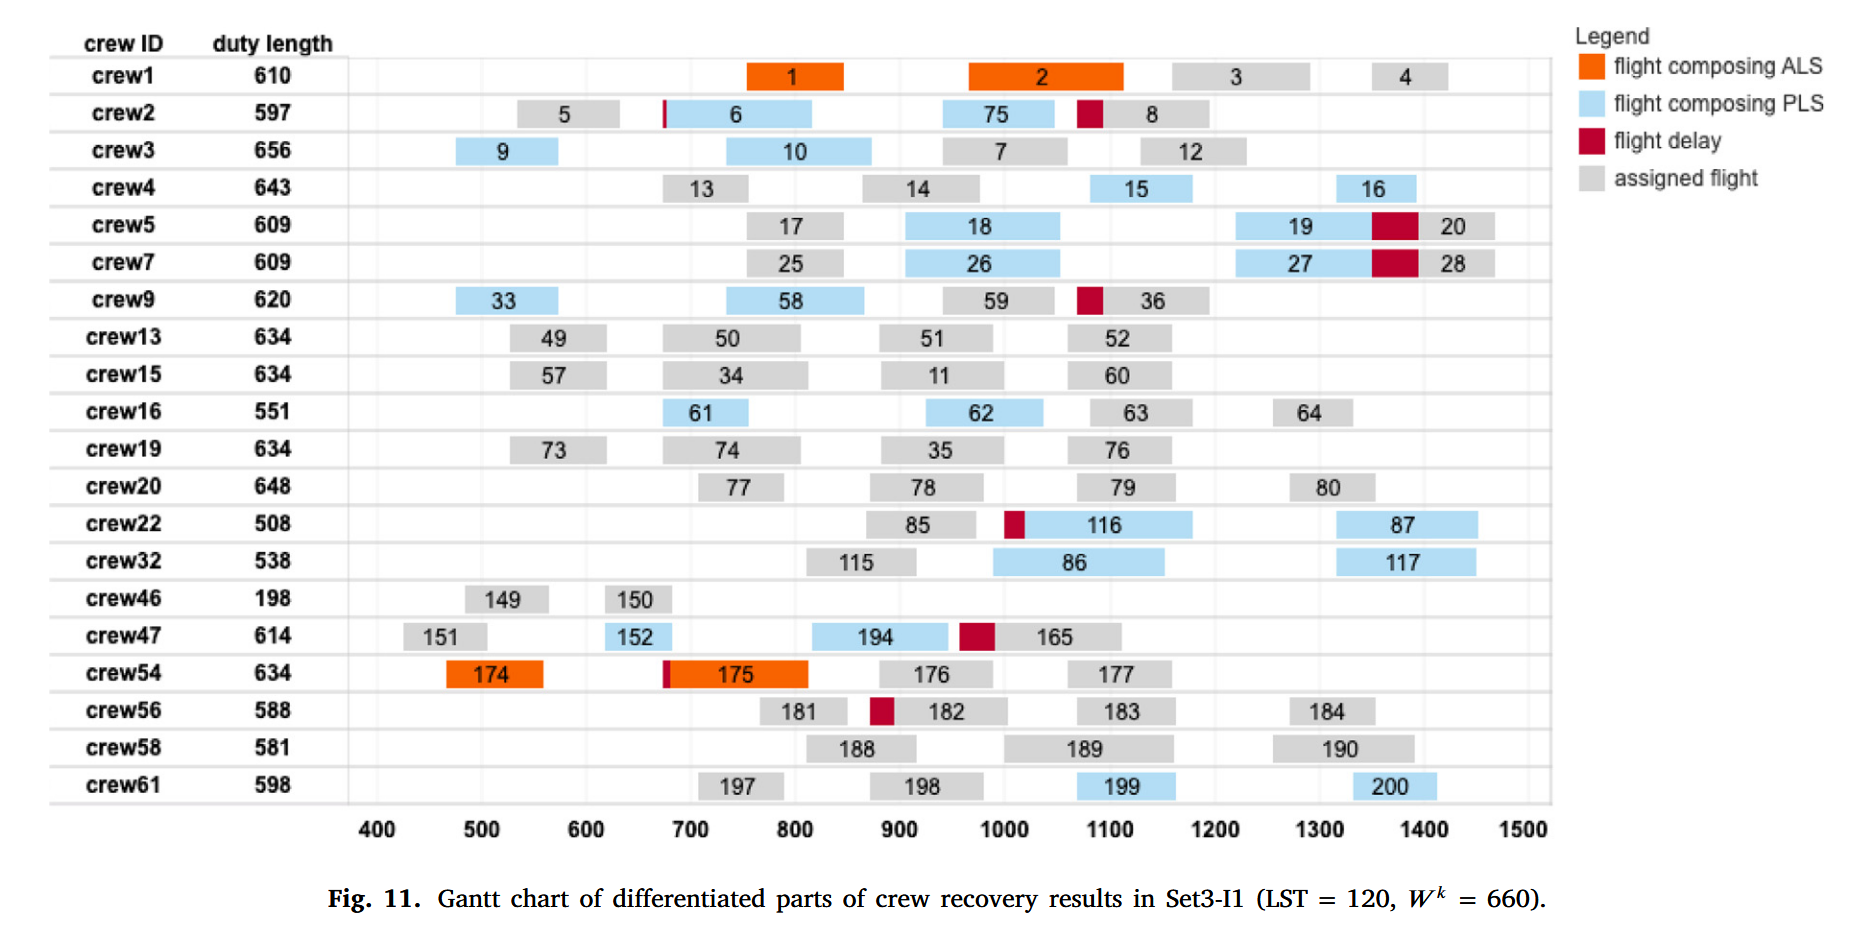 crew ID duty length
Legend
flight composing ALS
flight composing PLS
flight delay
assigned flight
crew1 610 1 2 3 4
crew2 597 5 6 75 8
crew3 656 9 10 7 12
crew4 643 13 14 15 16
crew5 609 17 18 19 20
crew7 609 25 26 27 28
crew9 620 33 58 59 36
crew13 634 49 50 51 52
crew15 634 57 34 11 60
crew16 551 61 62 63 64
crew19 634 73 74 35 76
crew20 648 77 78 79 80
crew22 508 85 116 87
crew32 538 115 86 117
crew46 198 149 150
crew47 614 151 152 194 165
crew54 634 174 175 176 177
crew56 588 181 182 183 184
crew58 581 188 189 190
crew61 598 197 198 199 200
400 500 600 700 800 900 1000 1100 1200 1300 1400 1500
Fig. 11. Gantt chart of differentiated parts of crew recovery results in Set3-I1 (LST = 120, W^k = 660).